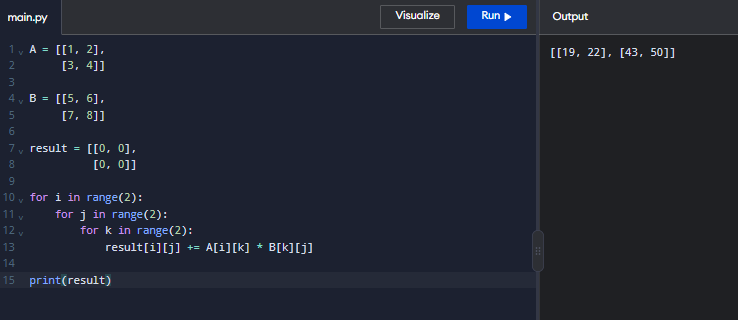 main.py
Visualize
Run
Output
1 A = [[1, 2],
2      [3, 4]]
3
4 B = [[5, 6],
5      [7, 8]]
6
7 result = [[0, 0],
8           [0, 0]]
9
10 for i in range(2):
11     for j in range(2):
12         for k in range(2):
13             result[i][j] += A[i][k] * B[k][j]
14
15 print(result)
[[19, 22], [43, 50]]